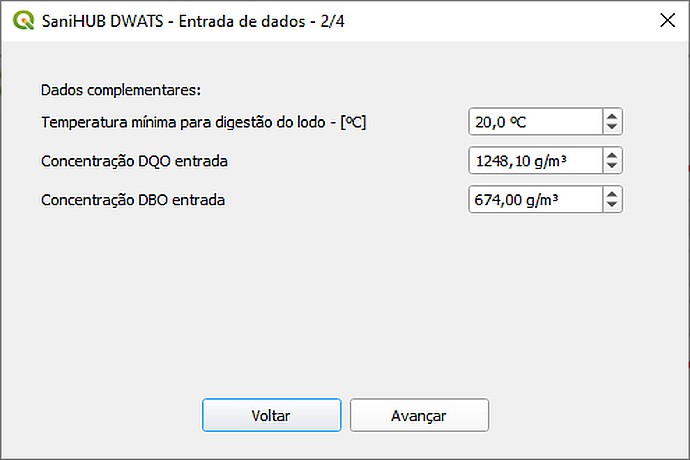 SaniHUB DWATS - Entrada de dados - 2/4
Dados complementares:
Temperatura mínima para digestão do lodo - [ºC] 20,0 ºC
Concentração DQO entrada 1248,10 g/m³
Concentração DBO entrada 674,00 g/m³
Voltar Avançar